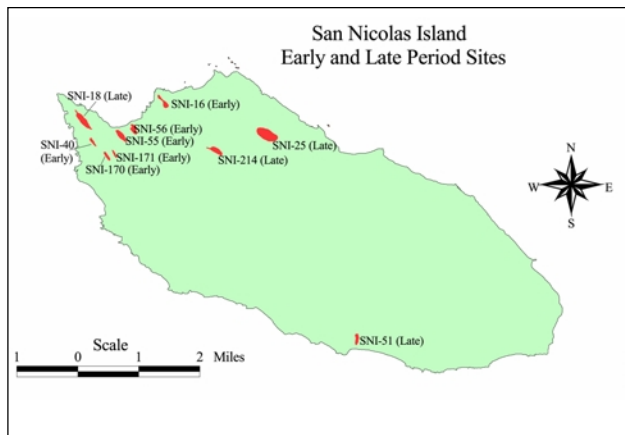 San Nicolas Island
Early and Late Period Sites
SNI-18 (Late)
SNI-16 (Early)
SNI-56 (Early)
SNI-55 (Early)
SNI-40
(Early)
SNI-171 (Early)
SNI-170 (Early)
SNI-25 (Late)
SNI-214 (Late)
N
W E
S
SNI-51 (Late)
Scale
1 0 1 2 Miles